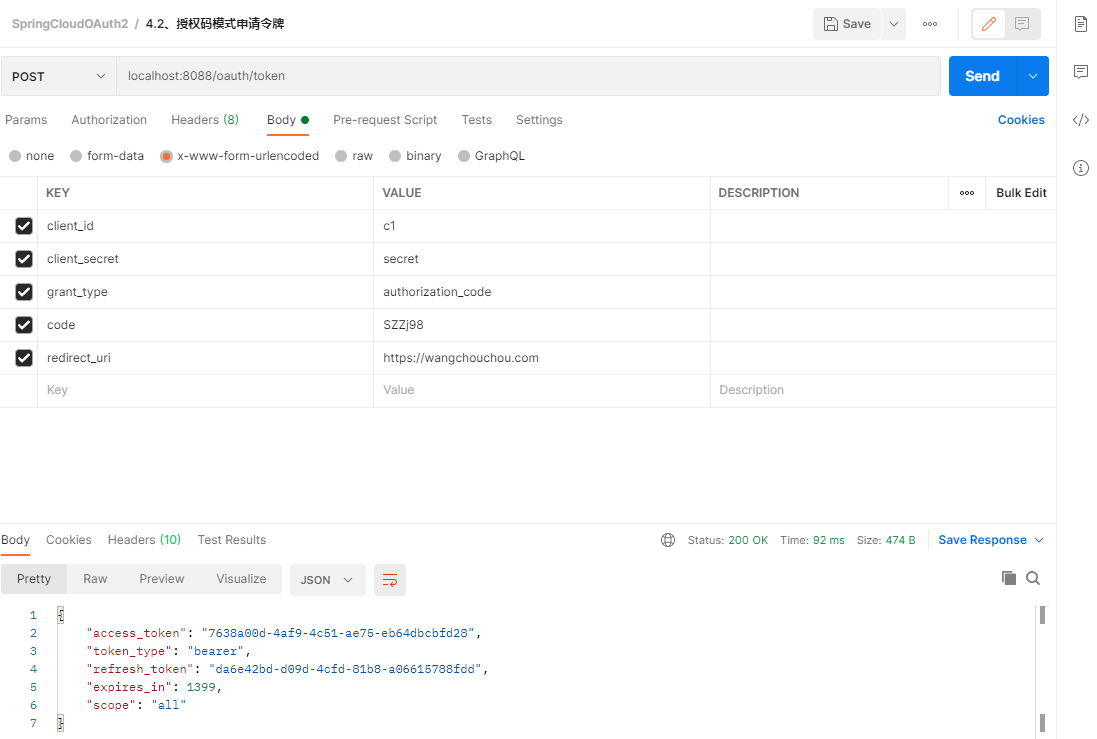 SpringCloudOAuth2 / 4.2、授权码模式申请令牌 Save
POST localhost:8088/oauth/token Send
Params Authorization Headers (8) Body Pre-request Script Tests Settings Cookies
none form-data x-www-form-urlencoded raw binary GraphQL
KEY VALUE DESCRIPTION Bulk Edit
client_id c1
client_secret secret
grant_type authorization_code
code SZZj98
redirect_uri https://wangchouchou.com
Key Value Description
Body Cookies Headers (10) Test Results Status: 200 OK Time: 92 ms Size: 474 B Save Response
Pretty Raw Preview Visualize JSON
1 {
2 "access_token": "7638a00d-4af9-4c51-ae75-eb64dbcbfd28",
3 "token_type": "bearer",
4 "refresh_token": "da6e42bd-d09d-4cfd-81b8-a06615788fdd",
5 "expires_in": 1399,
6 "scope": "all"
7 }